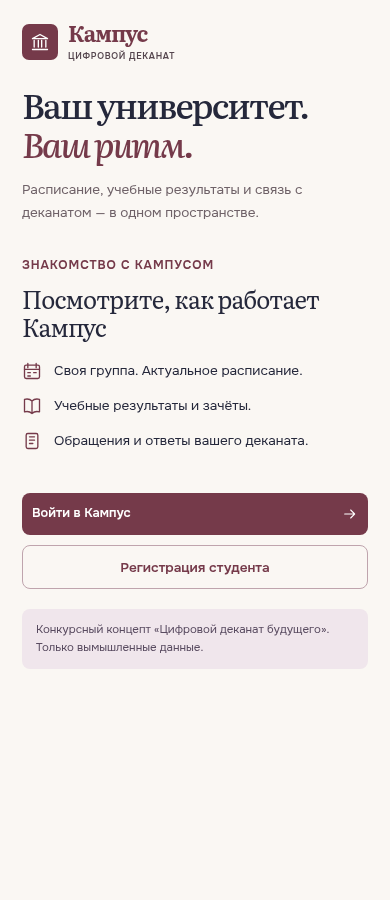 Кампус
ЦИФРОВОЙ ДЕКАНАТ
Ваш университет.
Ваш ритм.
Расписание, учебные результаты и связь с
деканатом — в одном пространстве.
ЗНАКОМСТВО С КАМПУСОМ
Посмотрите, как работает
Кампус
Своя группа. Актуальное расписание.
Учебные результаты и зачёты.
Обращения и ответы вашего деканата.
Войти в Кампус
Регистрация студента
Конкурсный концепт «Цифровой деканат будущего».
Только вымышленные данные.